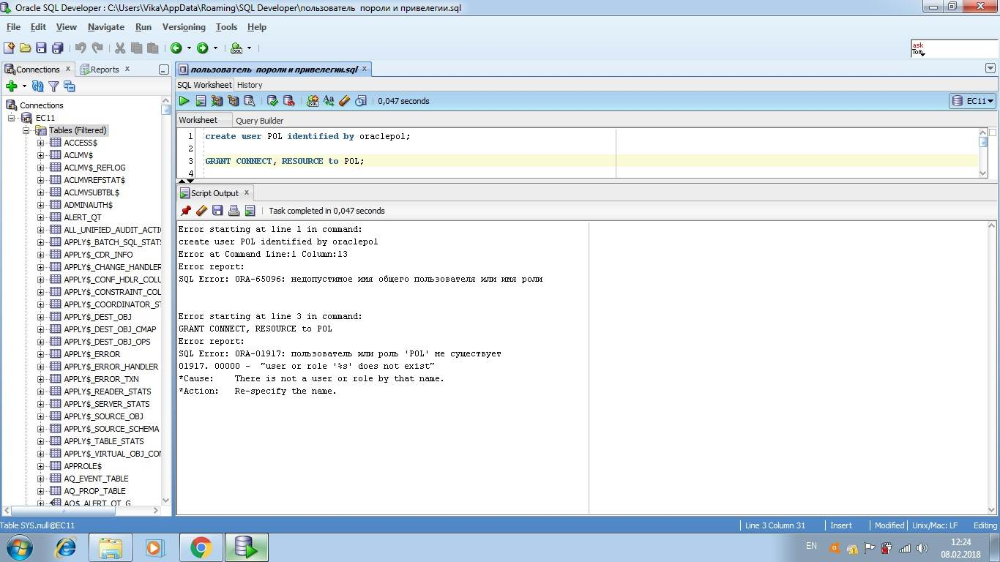 Oracle SQL Developer : C:\Users\Vika\AppData\Roaming\SQL Developer\пользователь  пороли и привелегии.sql
File Edit View Navigate Run Versioning Tools Help
ask
Tom
Connections x Reports x
пользователь  пороли и привелегии.sql x
SQL Worksheet History
0,047 seconds
EC11
Worksheet Query Builder
Connections
EC11
Tables (Filtered)
ACCESS$
ACLMV$
ACLMV$_REFLOG
ACLMVREFSTAT$
ACLMVSUBTBL$
ADMINAUTH$
ALERT_QT
ALL_UNIFIED_AUDIT_ACTI
APPLY$_BATCH_SQL_STATS
APPLY$_CDR_INFO
APPLY$_CHANGE_HANDLER
APPLY$_CONF_HDLR_COLU
APPLY$_CONSTRAINT_COL
APPLY$_COORDINATOR_ST
APPLY$_DEST_OBJ
APPLY$_DEST_OBJ_CMAP
APPLY$_DEST_OBJ_OPS
APPLY$_ERROR
APPLY$_ERROR_HANDLER
APPLY$_ERROR_TXN
APPLY$_READER_STATS
APPLY$_SERVER_STATS
APPLY$_SOURCE_OBJ
APPLY$_SOURCE_SCHEMA
APPLY$_TABLE_STATS
APPLY$_VIRTUAL_OBJ_CON
APPROLE$
AQ_EVENT_TABLE
AQ_PROP_TABLE
AQ$_ALERT_QT_G
1 create user POL identified by oraclepol;
2
3 GRANT CONNECT, RESOURCE to POL;
4
Script Output x
Task completed in 0,047 seconds
Error starting at line 1 in command:
create user POL identified by oraclepol
Error at Command Line:1 Column:13
Error report:
SQL Error: ORA-65096: недопустимое имя общего пользователя или имя роли
Error starting at line 3 in command:
GRANT CONNECT, RESOURCE to POL
Error report:
SQL Error: ORA-01917: пользователь или роль 'POL' не существует
01917. 00000 -  "user or role '%s' does not exist"
*Cause:    There is not a user or role by that name.
*Action:   Re-specify the name.
Table SYS.null@EC11
Line 3 Column 31 Insert Modified Unix/Mac: LF Editing
EN
12:24
08.02.2018